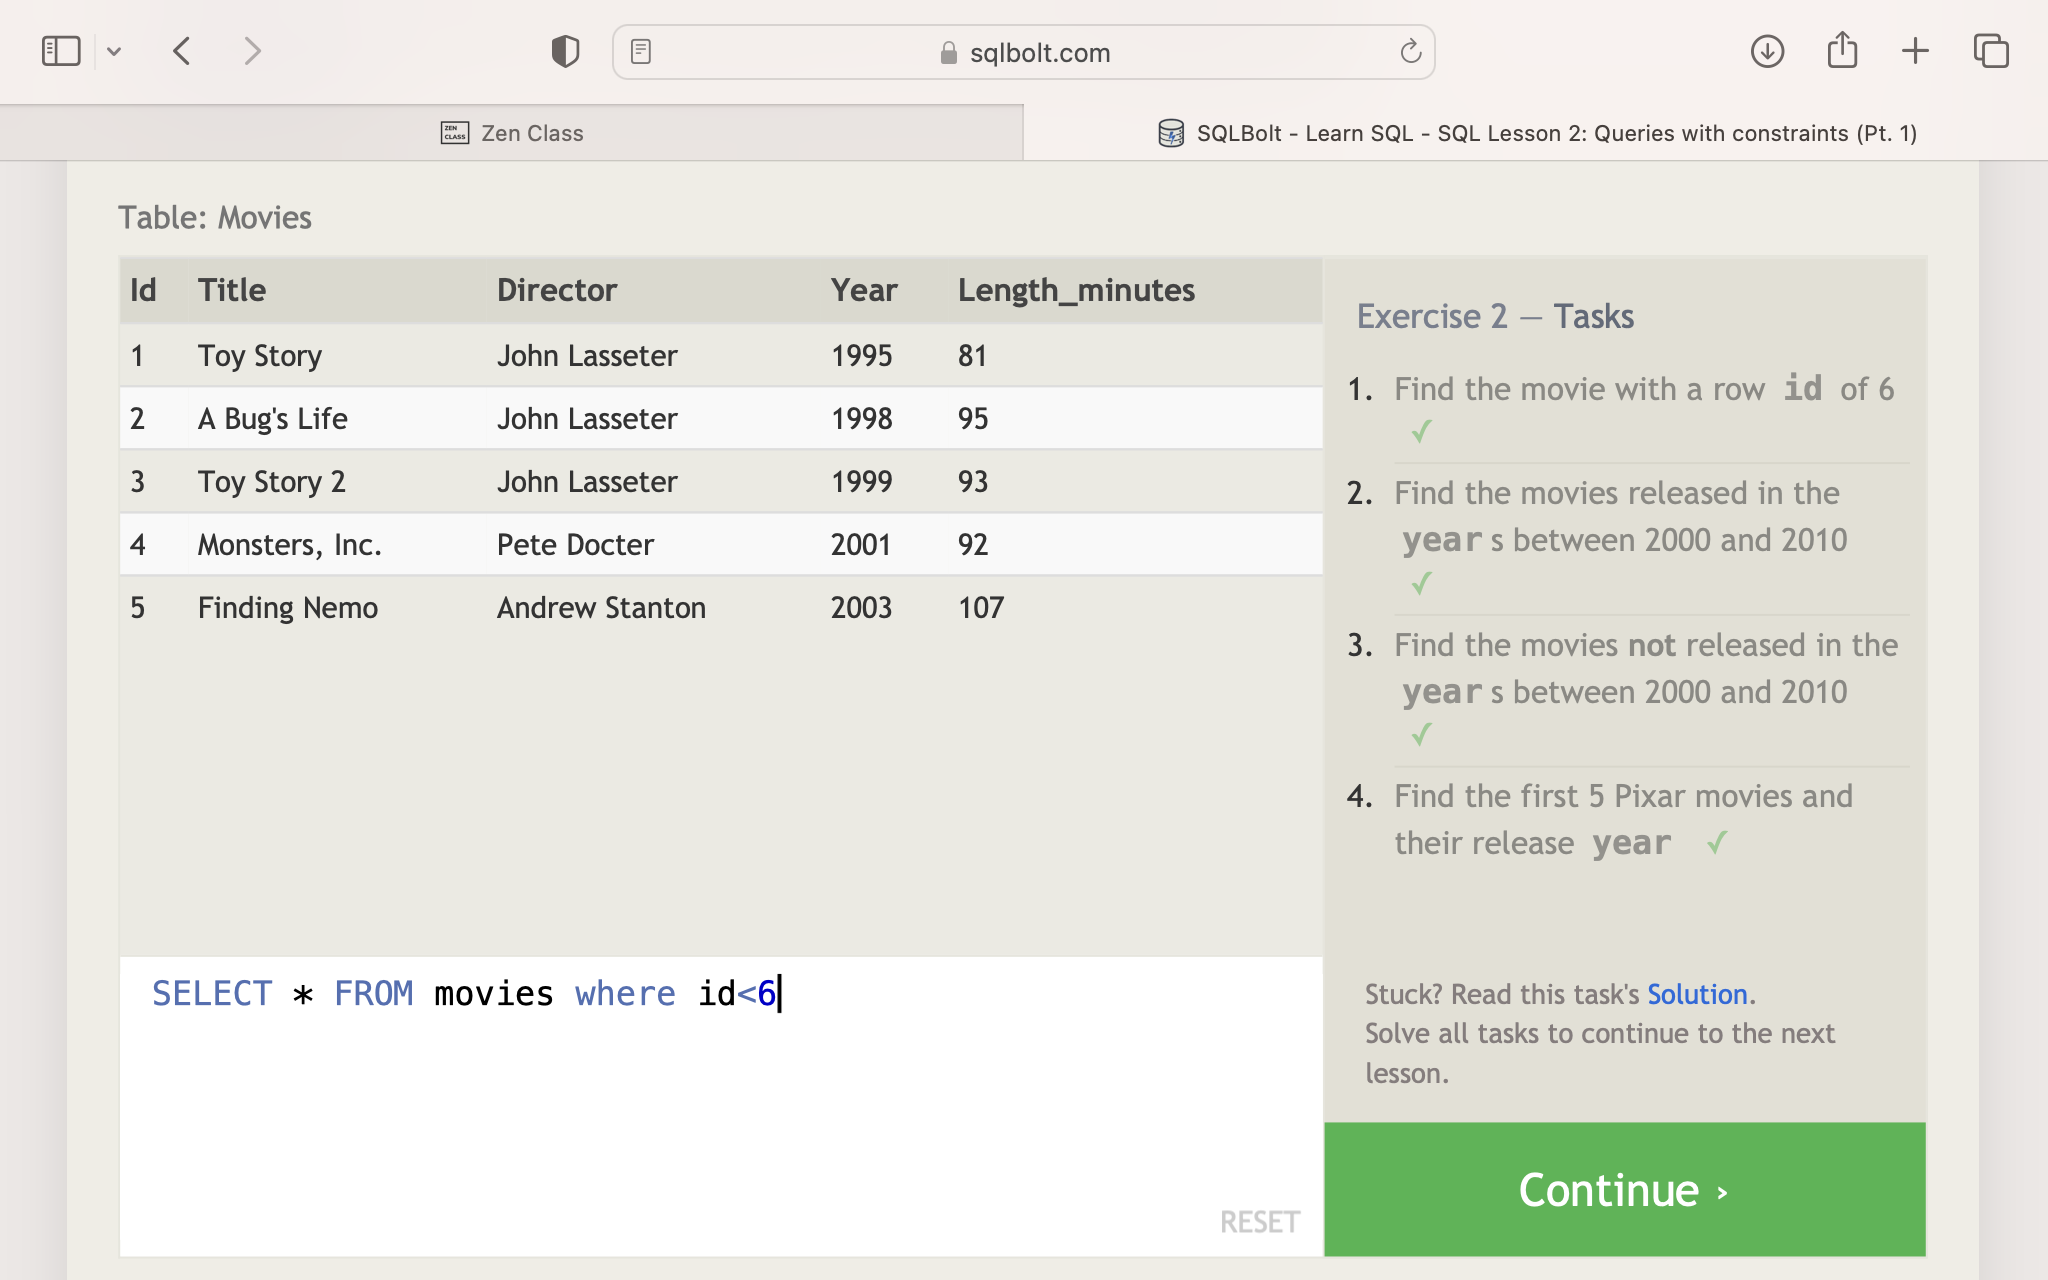 sqlbolt.com
ZEN CLASS Zen Class
SQLBolt - Learn SQL - SQL Lesson 2: Queries with constraints (Pt. 1)
Table: Movies
Id Title Director Year Length_minutes
1 Toy Story John Lasseter 1995 81
2 A Bug's Life John Lasseter 1998 95
3 Toy Story 2 John Lasseter 1999 93
4 Monsters, Inc. Pete Docter 2001 92
5 Finding Nemo Andrew Stanton 2003 107
SELECT * FROM movies where id<6
RESET
Exercise 2 — Tasks
1. Find the movie with a row id of 6
✓
2. Find the movies released in the
year s between 2000 and 2010
✓
3. Find the movies not released in the
year s between 2000 and 2010
✓
4. Find the first 5 Pixar movies and
their release year ✓
Stuck? Read this task's Solution.
Solve all tasks to continue to the next
lesson.
Continue ›